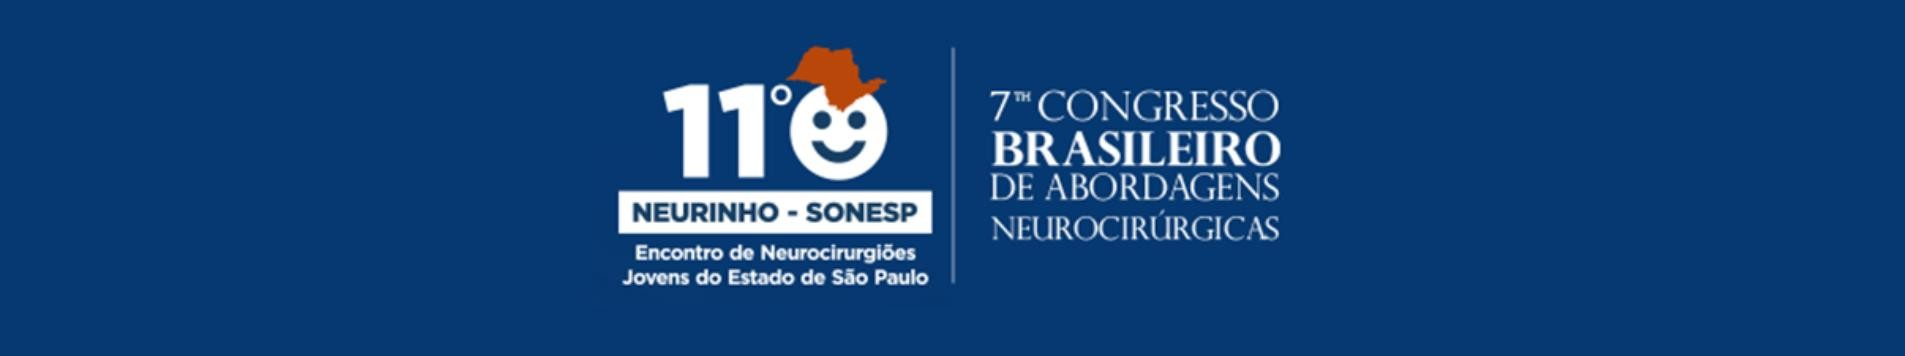 11°
NEURINHO - SONESP
Encontro de Neurocirurgiões
Jovens do Estado de São Paulo
7TH CONGRESSO
BRASILEIRO
DE ABORDAGENS
NEUROCIRÚRGICAS